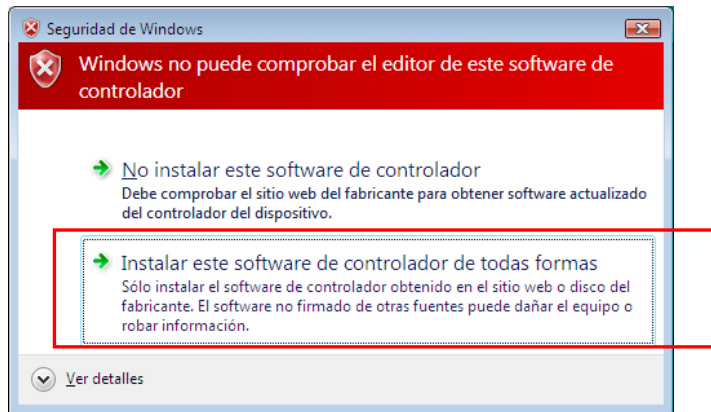 Seguridad de Windows
Windows no puede comprobar el editor de este software de
controlador
No instalar este software de controlador
Debe comprobar el sitio web del fabricante para obtener software actualizado
del controlador del dispositivo.
Instalar este software de controlador de todas formas
Sólo instalar el software de controlador obtenido en el sitio web o disco del
fabricante. El software no firmado de otras fuentes puede dañar el equipo o
robar información.
Ver detalles